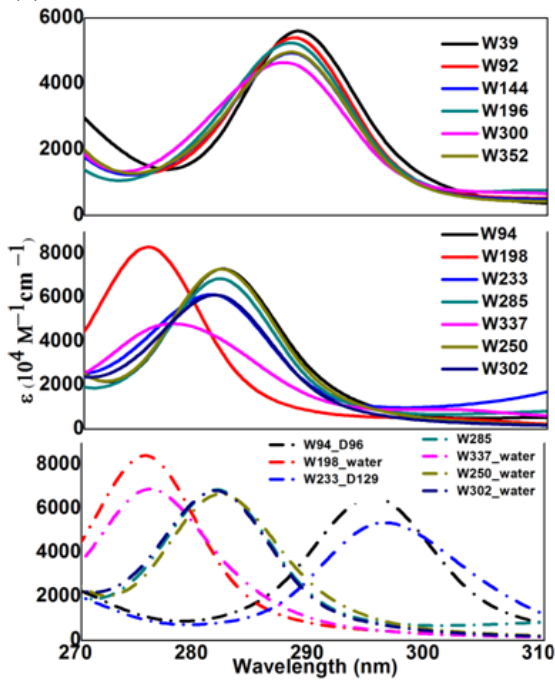 6000
4000
2000
0
W39
W92
W144
W196
W300
W352
8000
6000
4000
2000
0
W94
W198
W233
W285
W337
W250
W302
ε (10⁴ M⁻¹cm⁻¹)
8000
6000
4000
2000
0
W94_D96
W198_water
W233_D129
W285
W337_water
W250_water
W302_water
270 280 290 300 310
Wavelength (nm)